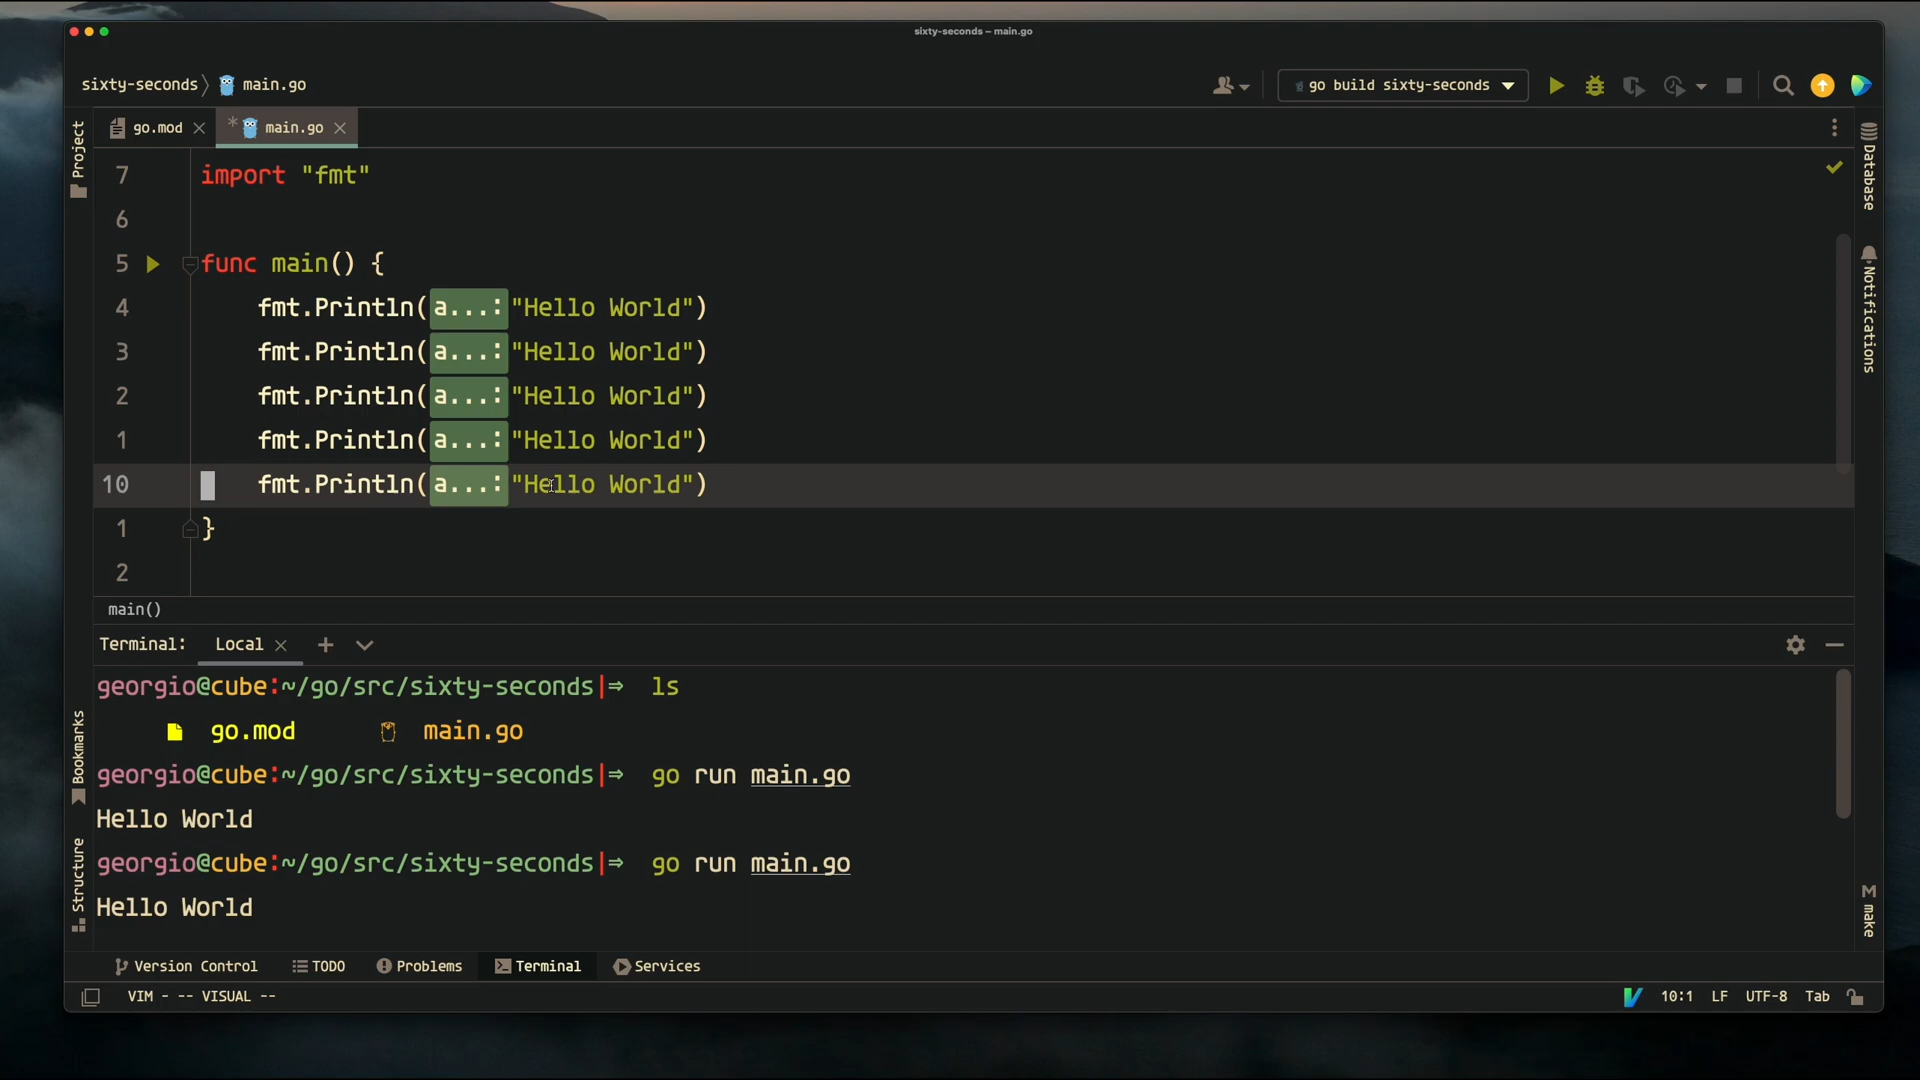 sixty-seconds – main.go
sixty-seconds main.go
go build sixty-seconds
go.mod * main.go
Project
Database
Notifications
7 import "fmt"
6
5 func main() {
4 fmt.Println(a...: "Hello World")
3 fmt.Println(a...: "Hello World")
2 fmt.Println(a...: "Hello World")
1 fmt.Println(a...: "Hello World")
10 fmt.Println(a...: "Hello World")
1 }
2
main()
Terminal: Local
georgio@cube:~/go/src/sixty-seconds|⇒ ls
go.mod main.go
georgio@cube:~/go/src/sixty-seconds|⇒ go run main.go
Hello World
georgio@cube:~/go/src/sixty-seconds|⇒ go run main.go
Hello World
Bookmarks
Structure
M make
Version Control TODO Problems Terminal Services
VIM - -- VISUAL -- 10:1 LF UTF-8 Tab